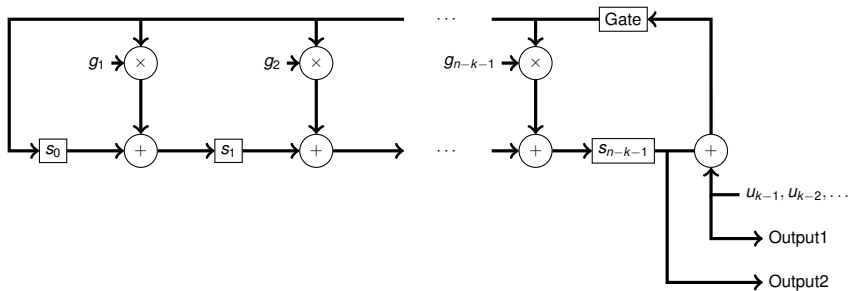 ··· Gate
g₁ × g₂ × gₙ₋ₖ₋₁ ×
s₀ + s₁ + ··· + sₙ₋ₖ₋₁ +
uₖ₋₁, uₖ₋₂, ...
Output1
Output2